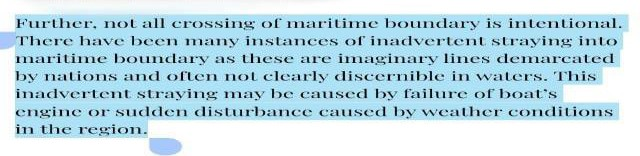 Further, not all crossing of maritime boundary is intentional.
There have been many instances of inadvertent straying into
maritime boundary as these are imaginary lines demarcated
by nations and often not clearly discernible in waters. This
inadvertent straying may be caused by failure of boat's
engine or sudden disturbance caused by weather conditions
in the region.